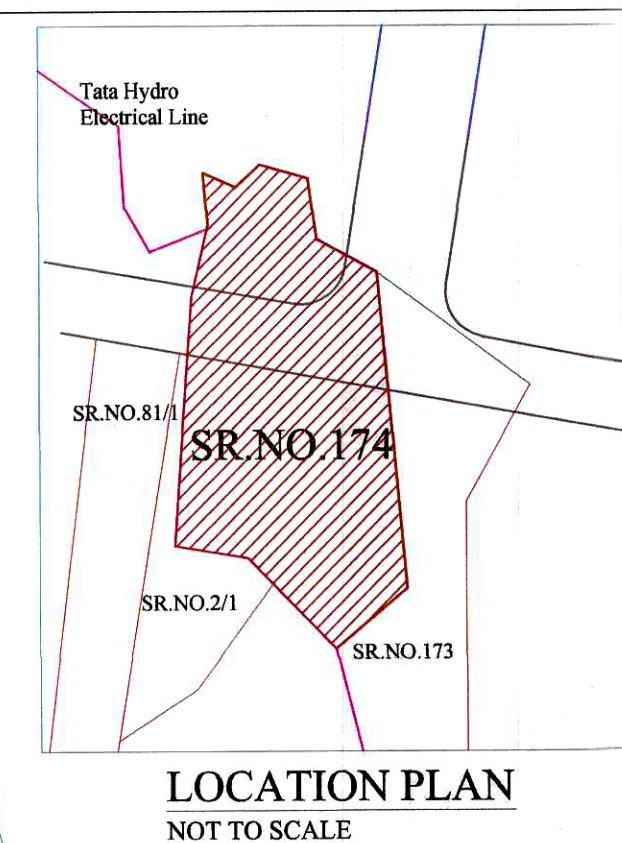 Tata Hydro
Electrical Line
SR.NO.81/1
SR.NO.174
SR.NO.2/1
SR.NO.173
LOCATION PLAN
NOT TO SCALE